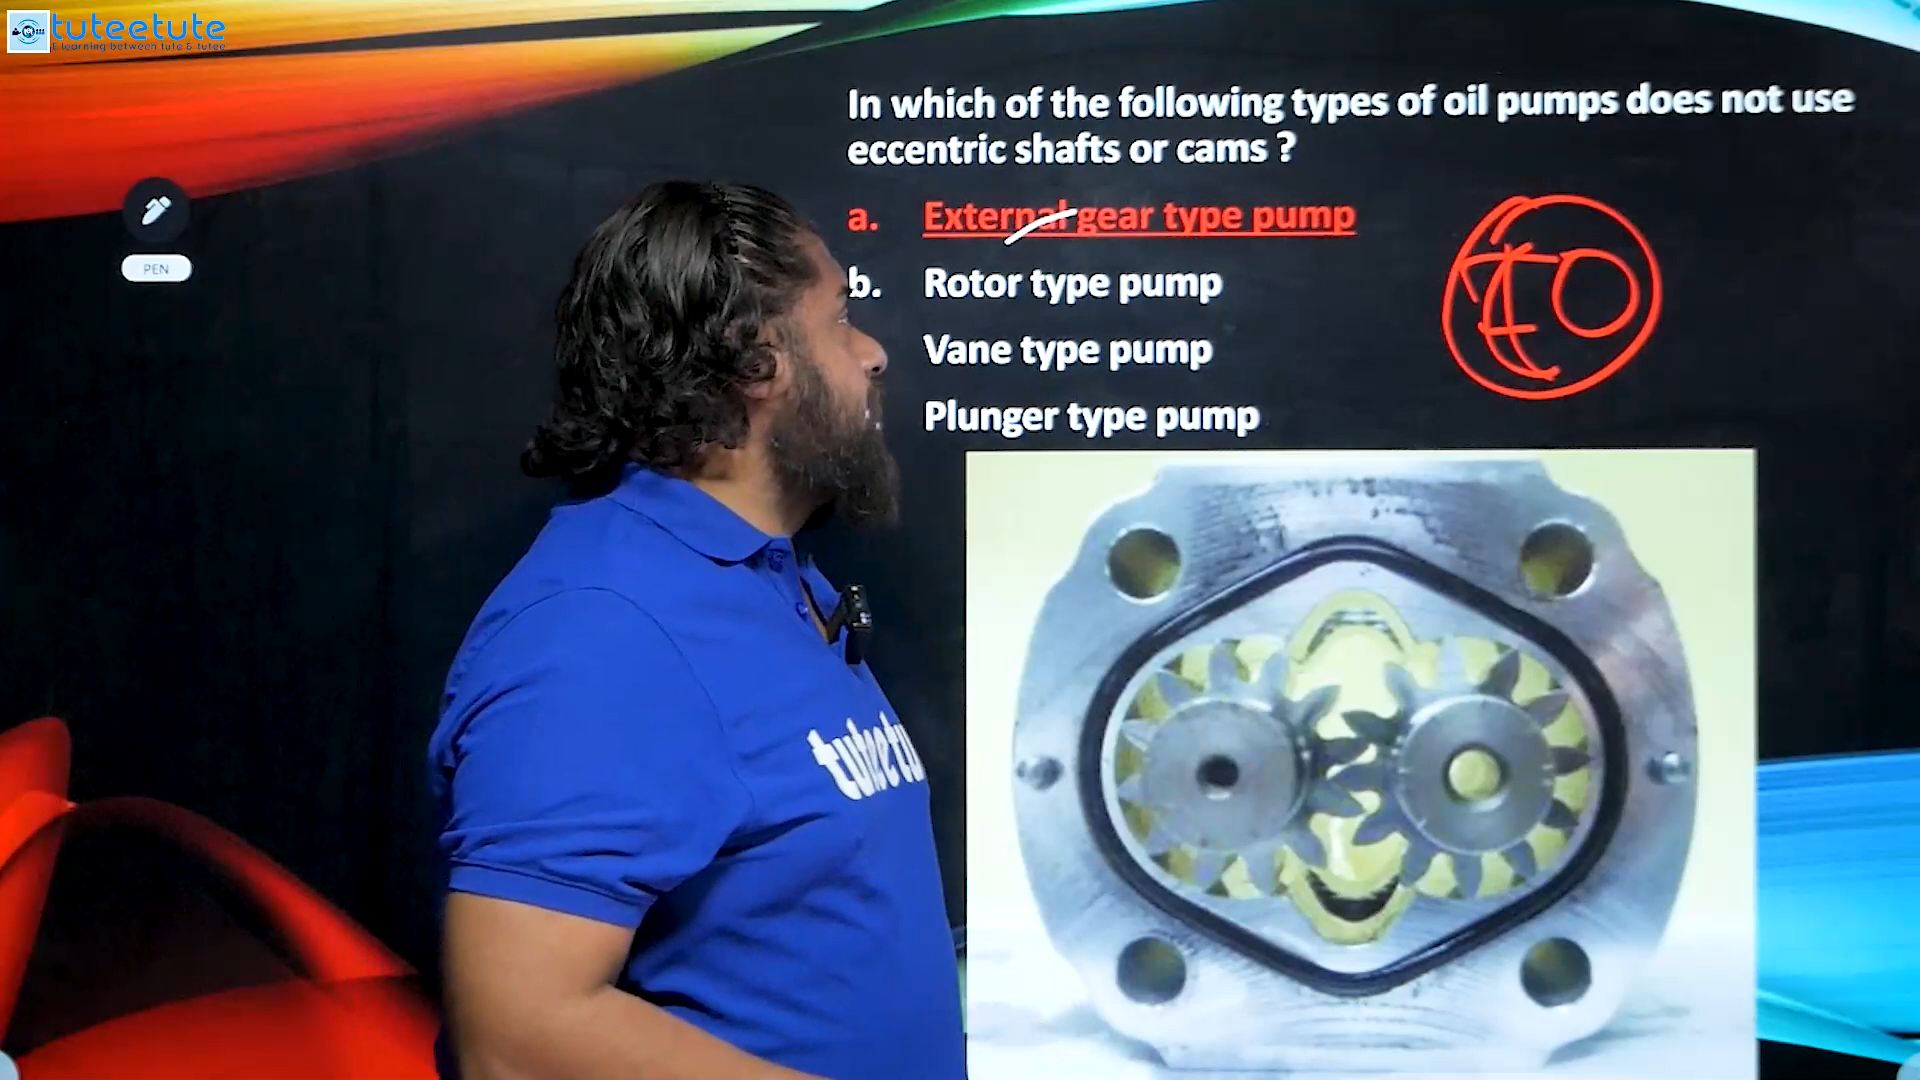 tuteetute
E learning between tute & tutee
PEN
In which of the following types of oil pumps does not use
eccentric shafts or cams ?
a. External gear type pump
b. Rotor type pump
Vane type pump
Plunger type pump
tuteetu